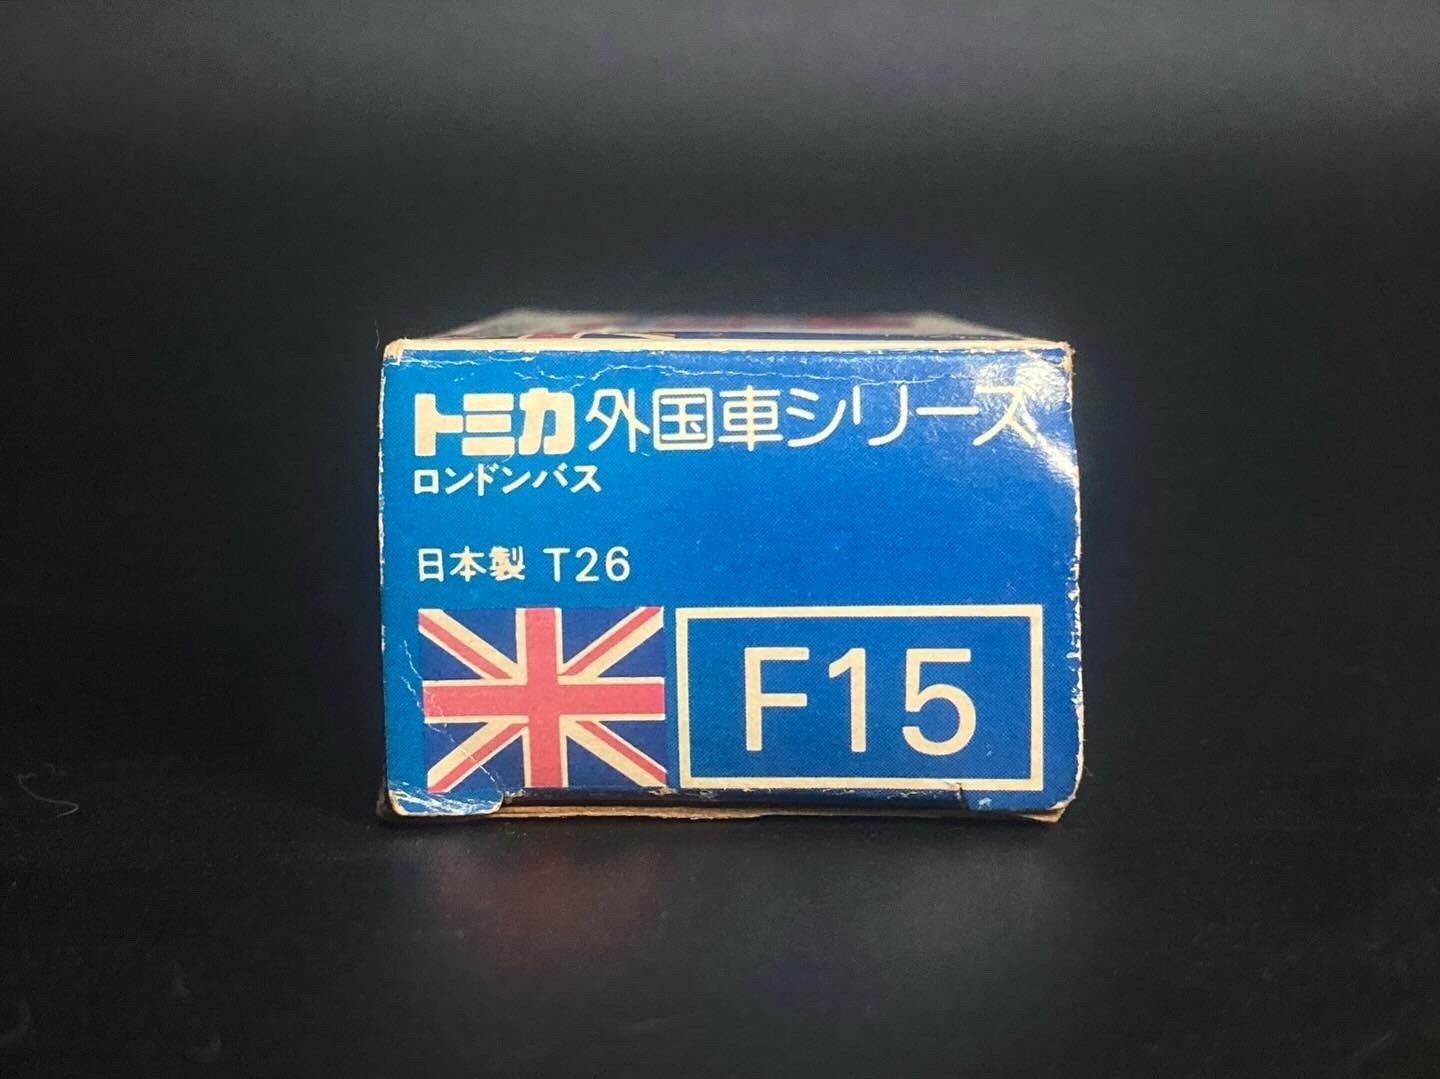 トミカ外国車シリーズ
ロンドンバス
日本製 T26
F15